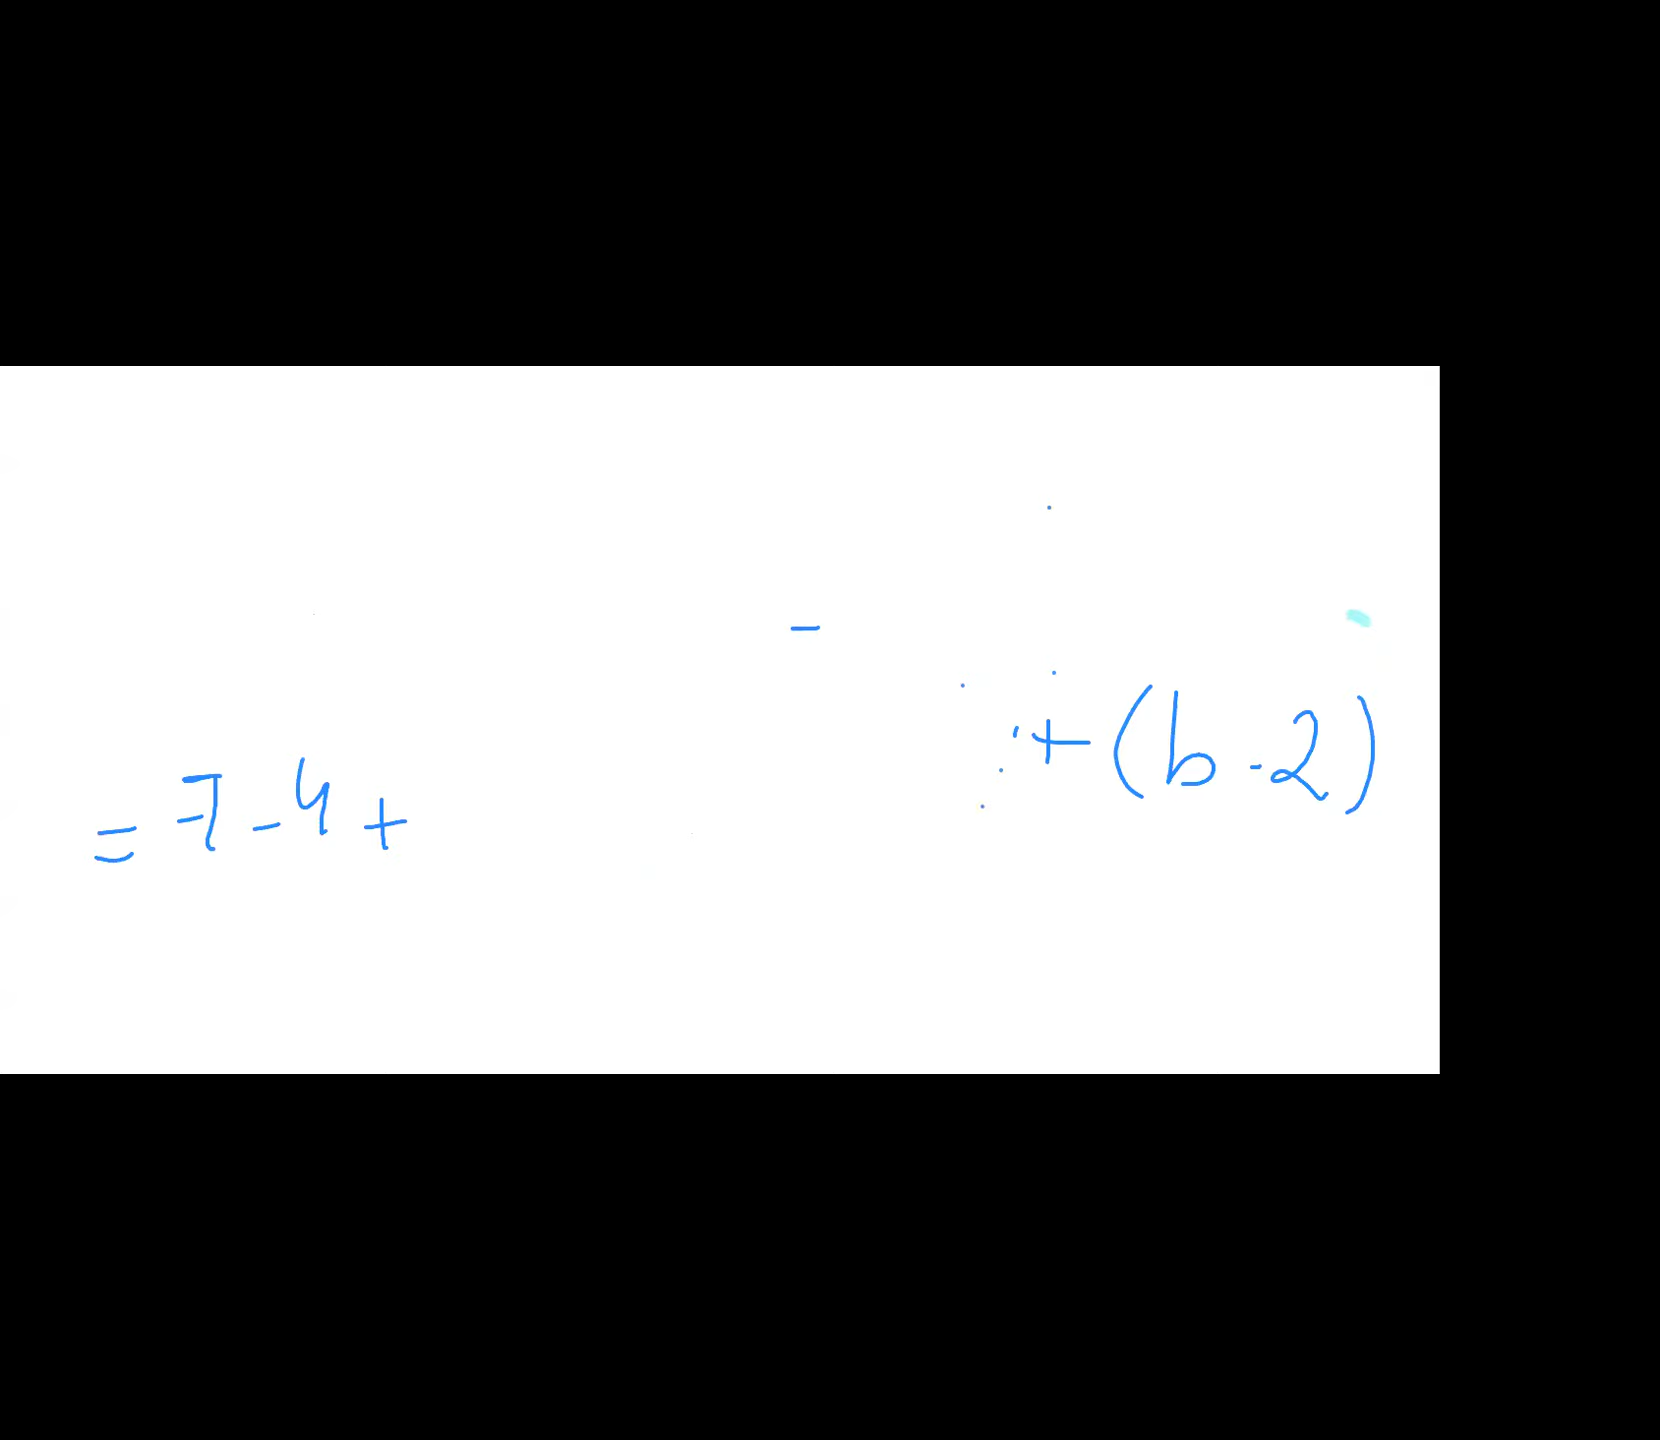 -
+ (b - 2)
= 7 - 4 +